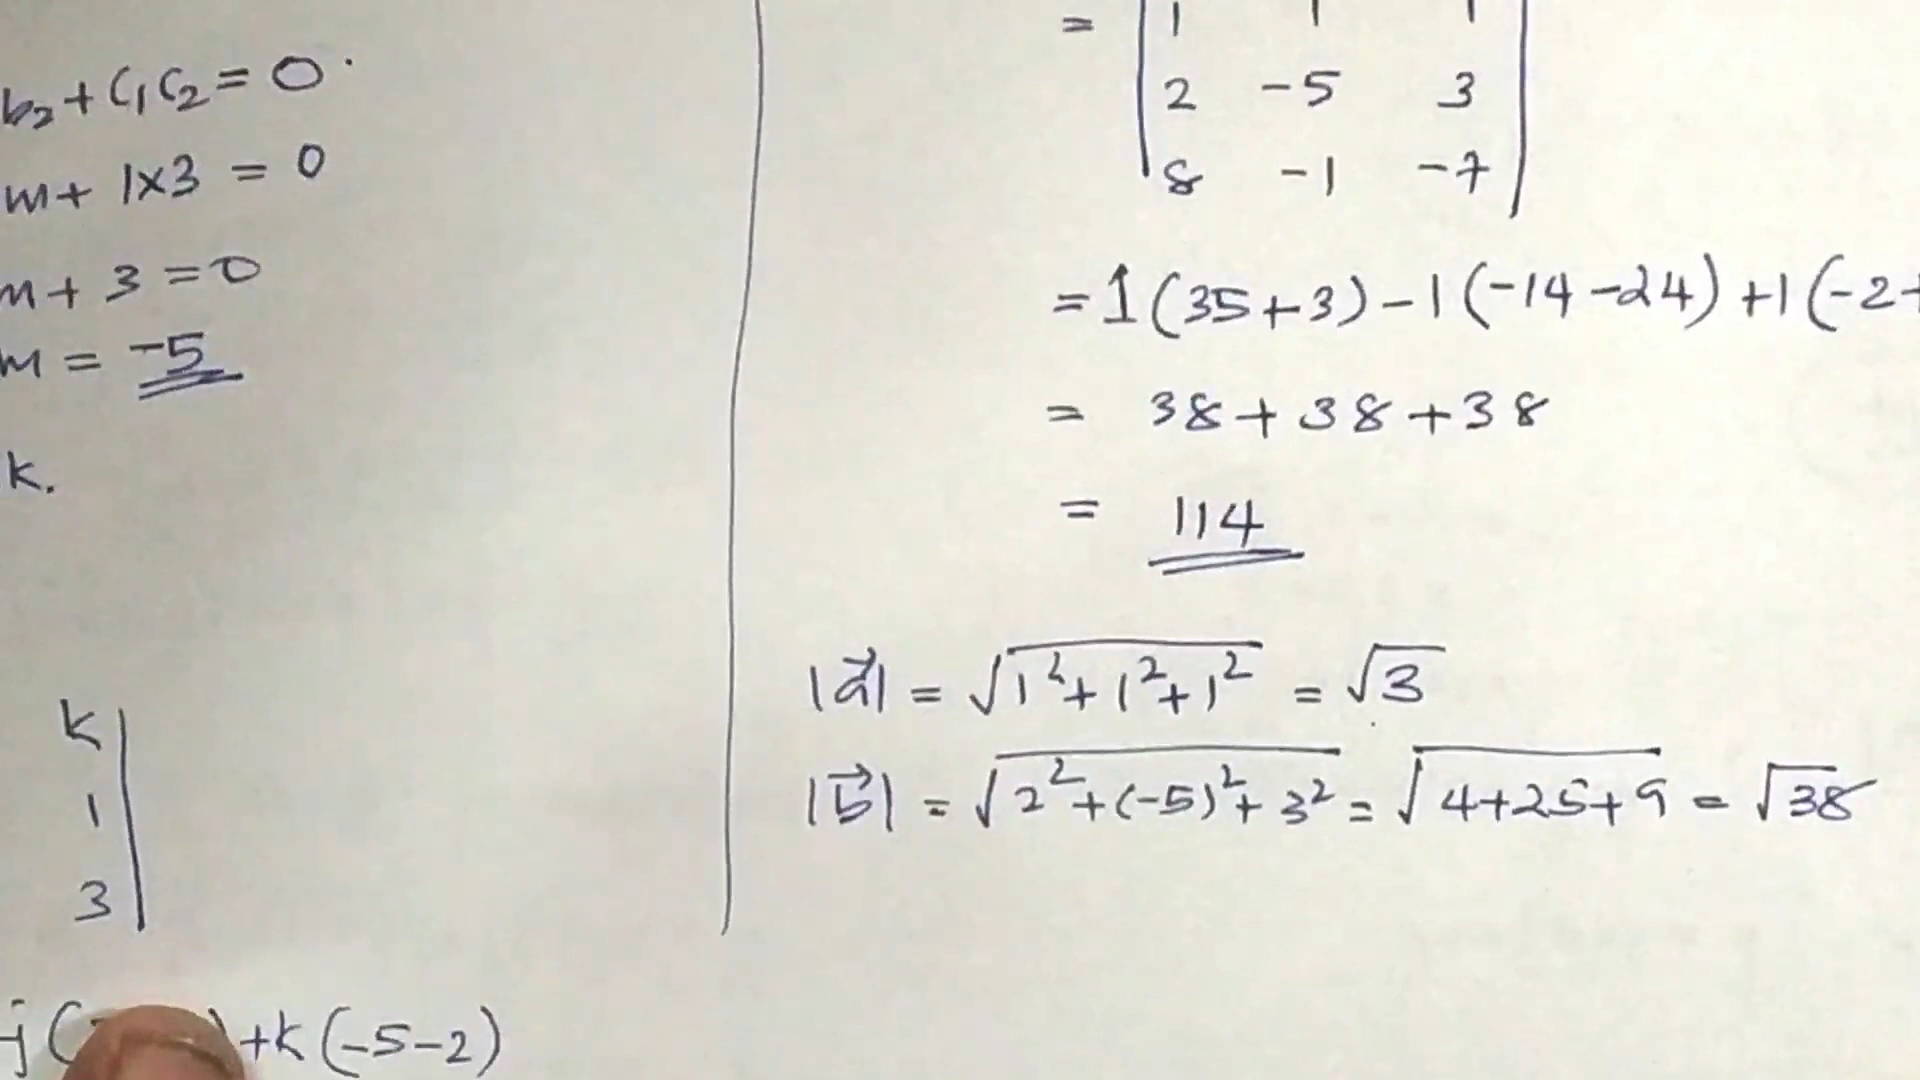 b₂ + C₁C₂ = 0
m + 1×3 = 0
m + 3 = 0
m = -5
k.
k
1
3
j( ) + k(-5-2)
= | 1 1 1 |
| 2 -5 3 |
| 8 -1 -7 |
= 1(35+3) - 1(-14-24) + 1(-2+
= 38 + 38 + 38
= 114
|a⃗| = √(1² + 1² + 1²) = √3
|b⃗| = √(2² + (-5)² + 3²) = √(4+25+9) = √38